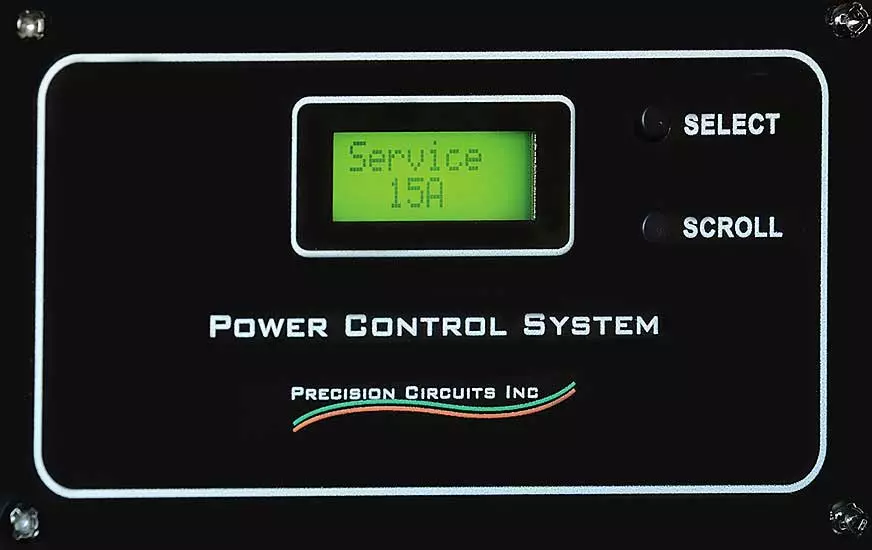 Service
15A
SELECT
SCROLL
POWER CONTROL SYSTEM
PRECISION CIRCUITS INC